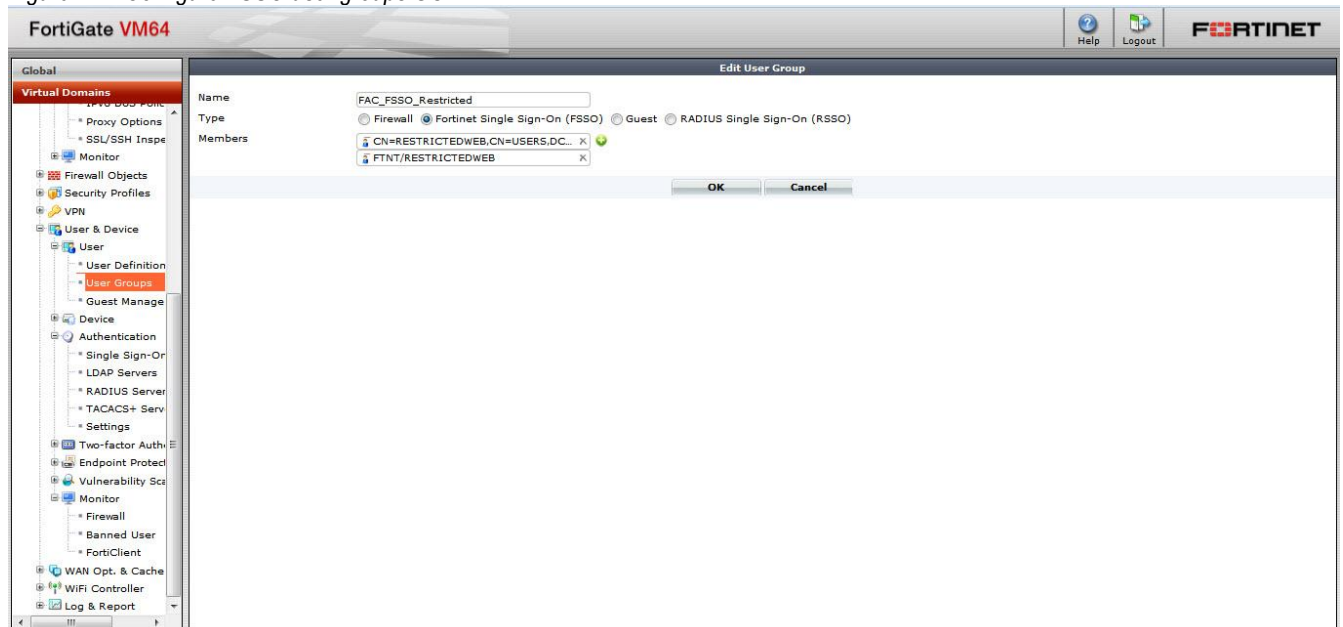 FortiGate VM64
Help
Logout
FORTINET
Global
Virtual Domains
Proxy Options
SSL/SSH Inspe
Monitor
Firewall Objects
Security Profiles
VPN
User & Device
User
User Definition
User Groups
Guest Manage
Device
Authentication
Single Sign-On
LDAP Servers
RADIUS Server
TACACS+ Serv
Settings
Two-factor Auth
Endpoint Protect
Vulnerability Sca
Monitor
Firewall
Banned User
FortiClient
WAN Opt. & Cache
WiFi Controller
Log & Report
Edit User Group
Name
FAC_FSSO_Restricted
Type
Firewall Fortinet Single Sign-On (FSSO) Guest RADIUS Single Sign-On (RSSO)
Members
CN=RESTRICTEDWEB,CN=USERS,DC...
FTNT/RESTRICTEDWEB
OK Cancel